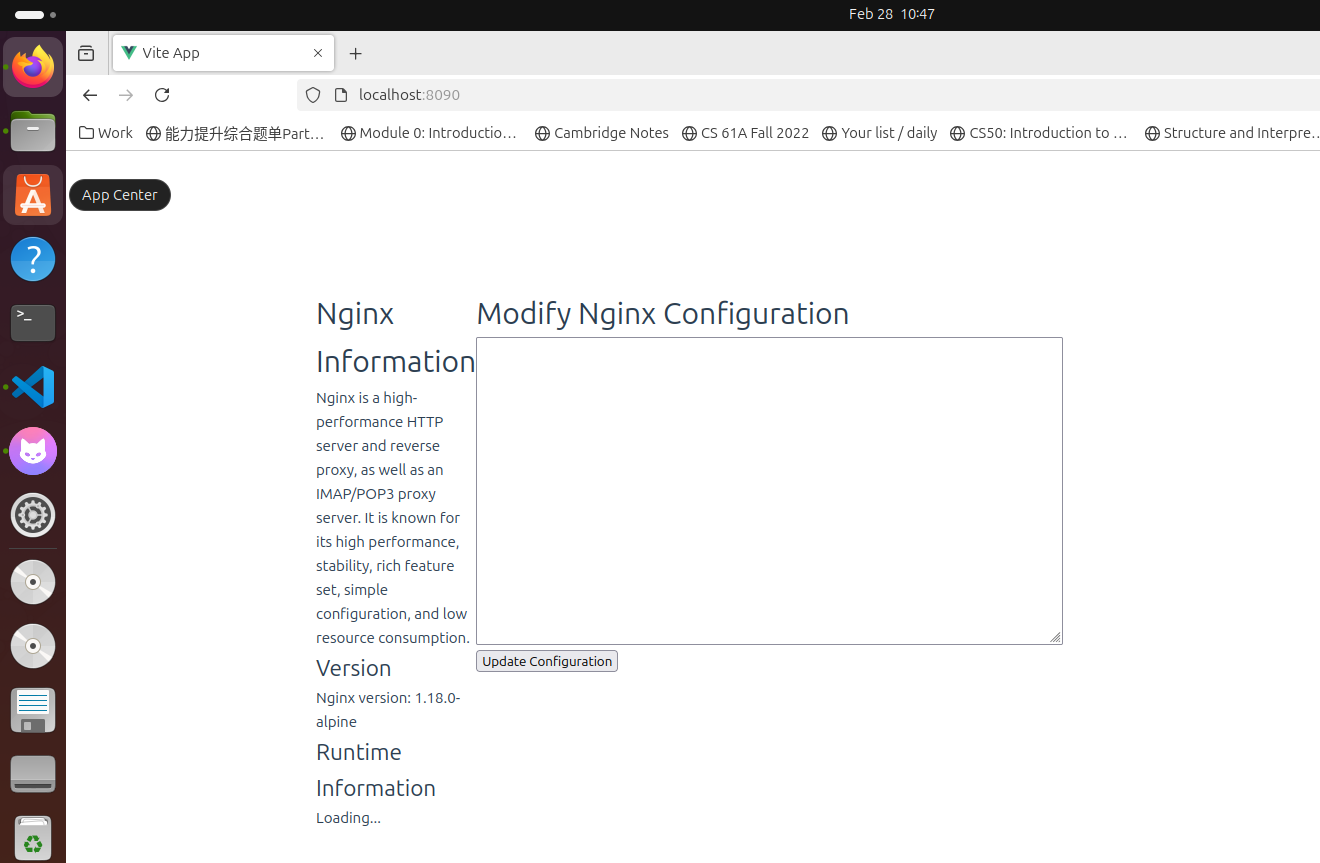 Feb 28 10:47
Vite App
localhost:8090
Work
能力提升综合题单Part…
Module 0: Introductio…
Cambridge Notes
CS 61A Fall 2022
Your list / daily
CS50: Introduction to …
Structure and Interpre…
App Center
Nginx
Information
Nginx is a high-
performance HTTP
server and reverse
proxy, as well as an
IMAP/POP3 proxy
server. It is known for
its high performance,
stability, rich feature
set, simple
configuration, and low
resource consumption.
Version
Nginx version: 1.18.0-
alpine
Runtime
Information
Loading...
Modify Nginx Configuration
Update Configuration